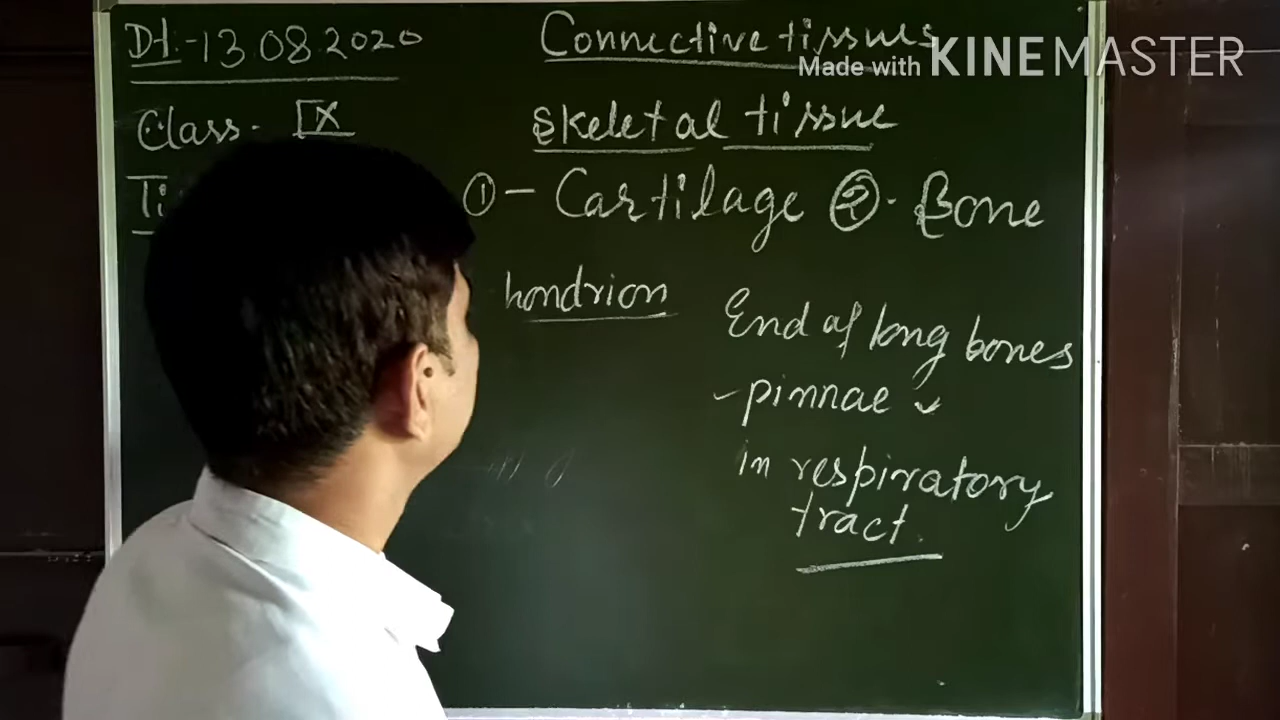 Dt.-13.08.2020
Connective tissues
Made with KINEMASTER
Class- IX
Skeletal tissue
Ti
① - Cartilage ②. Bone
hondrion
End of long bones
- pinnae ✓
in respiratory
tract.